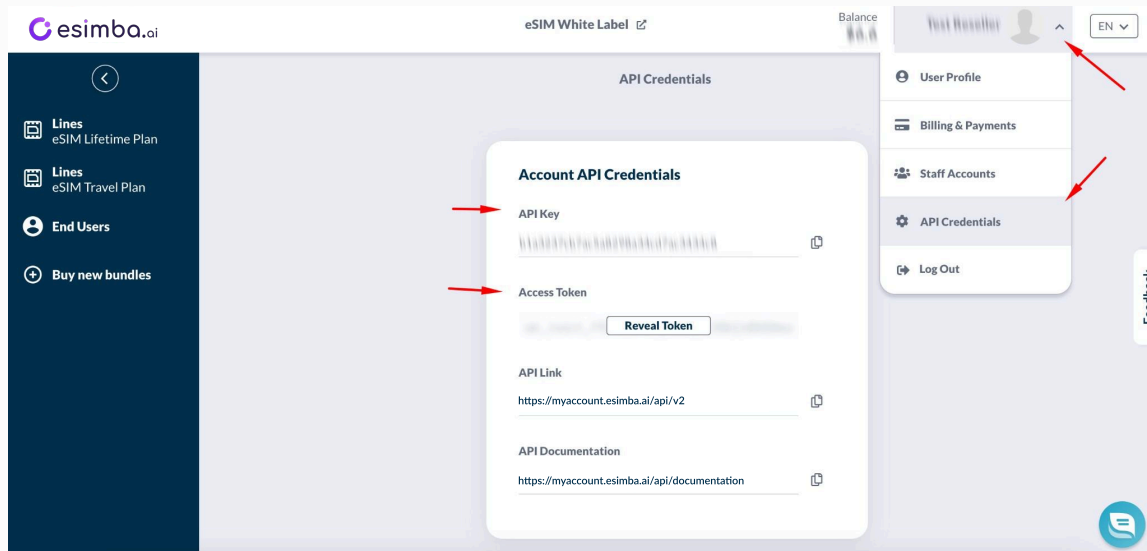 esimba.ai
eSIM White Label
Balance
EN
API Credentials
User Profile
Billing & Payments
Staff Accounts
API Credentials
Log Out
Lines
eSIM Lifetime Plan
Lines
eSIM Travel Plan
End Users
Buy new bundles
Account API Credentials
API Key
Access Token
Reveal Token
API Link
https://myaccount.esimba.ai/api/v2
API Documentation
https://myaccount.esimba.ai/api/documentation